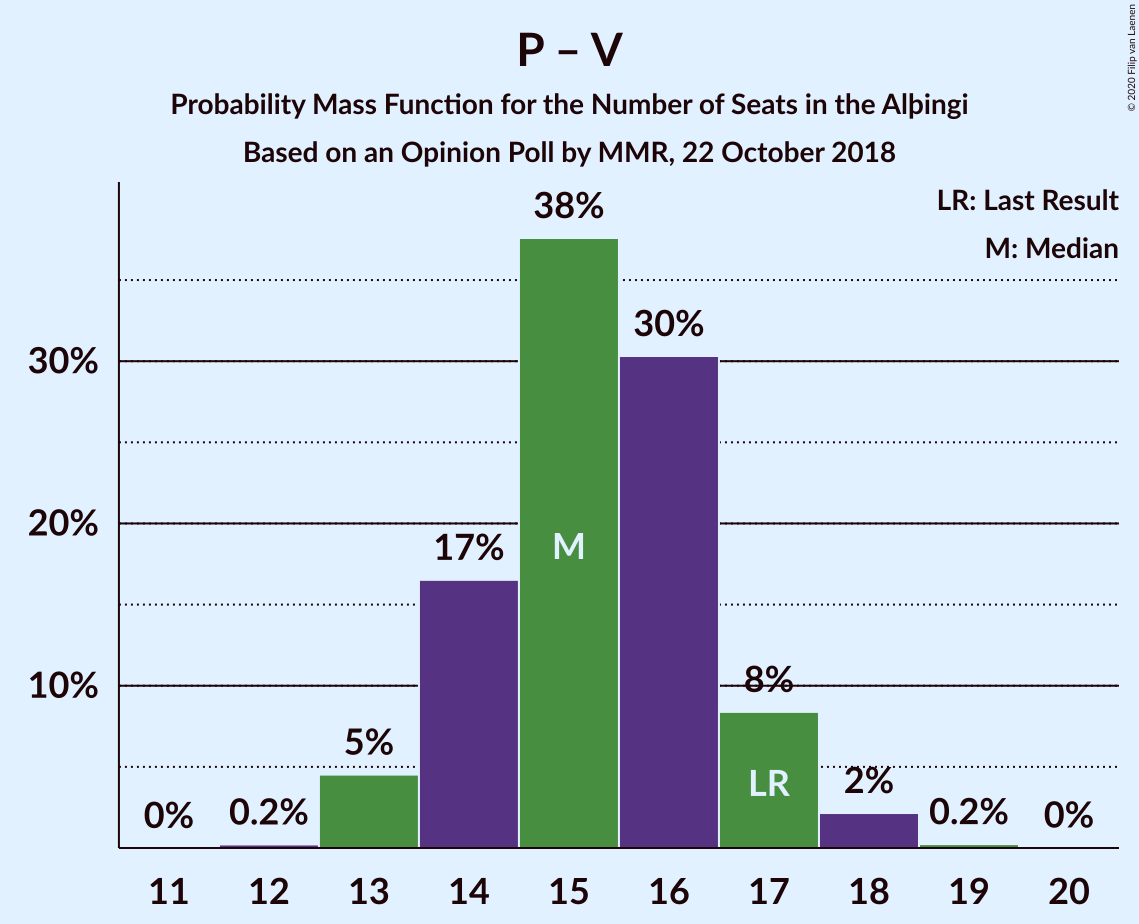 P – V
Probability Mass Function for the Number of Seats in the Alþingi
Based on an Opinion Poll by MMR, 22 October 2018
© 2020 Filip van Laenen
LR: Last Result
M: Median
38%
30%
30%
20%
17%
M
10%
8%
5%
LR
2%
0%
0.2%
0.2%
0%
11 12 13 14 15 16 17 18 19 20